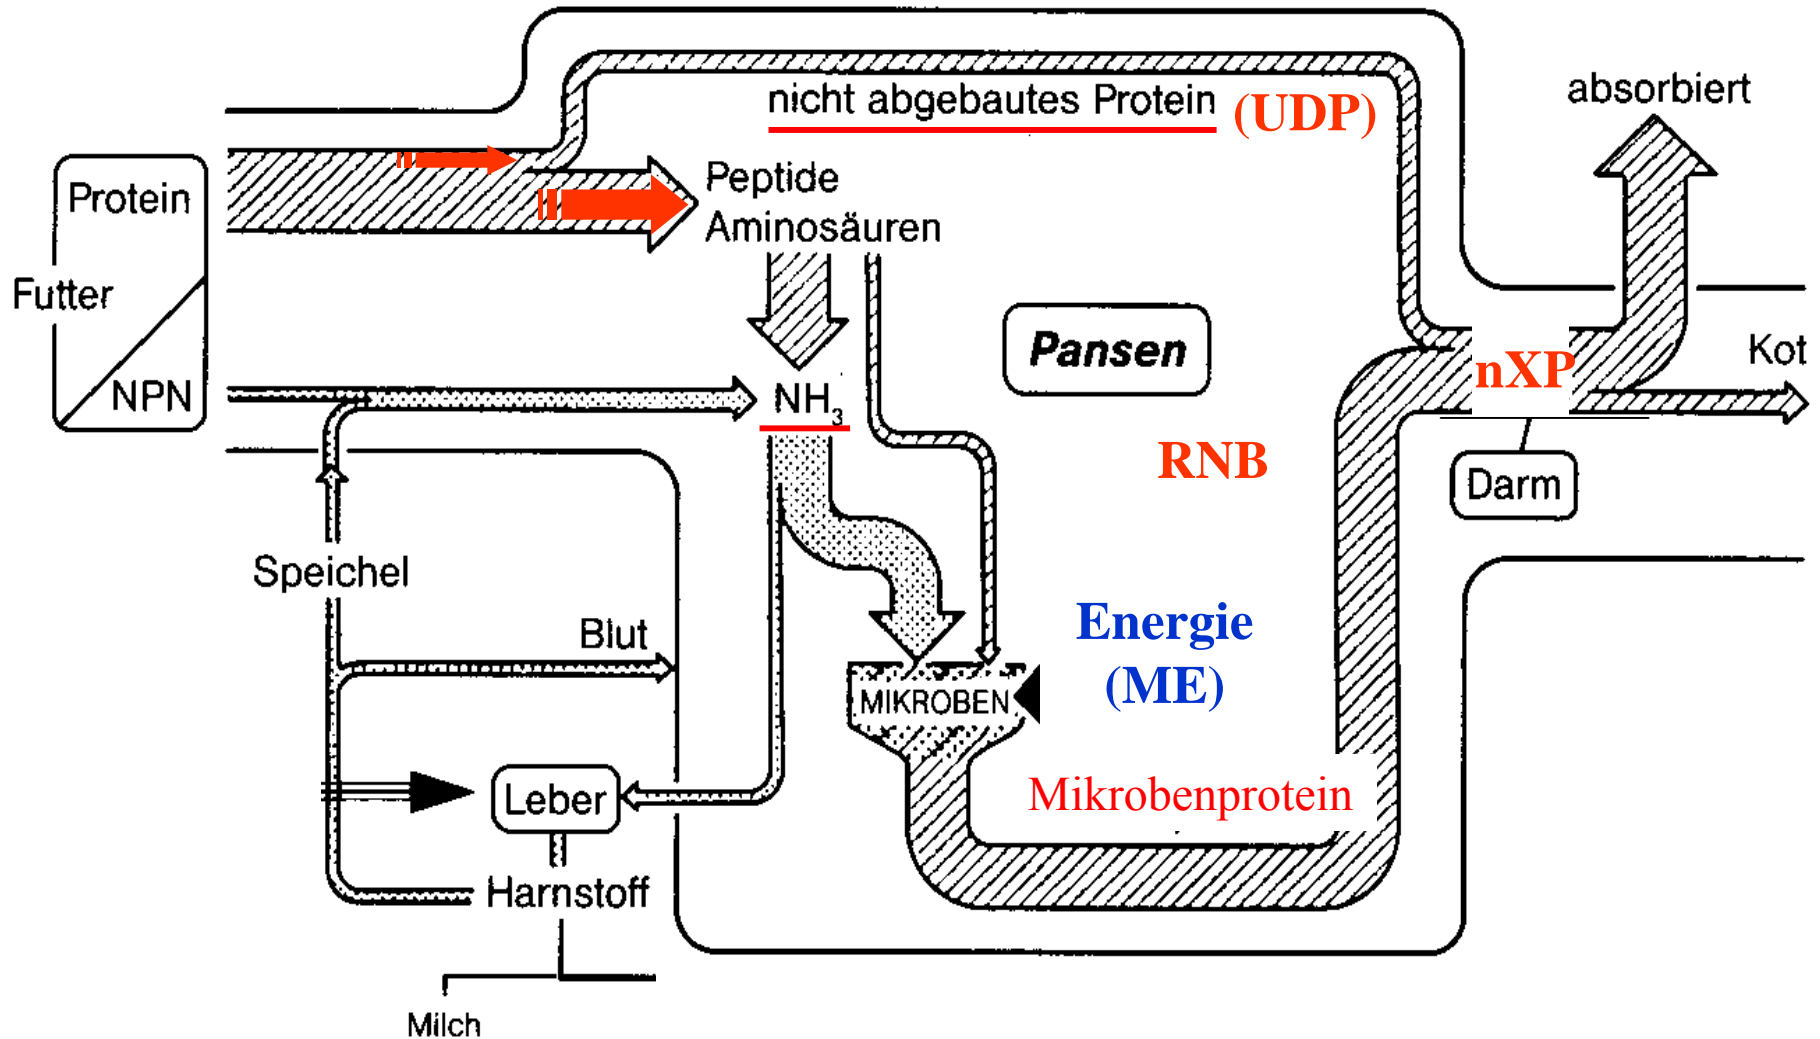 nicht abgebautes Protein (UDP)
absorbiert
Protein
Futter
NPN
Peptide
Aminosäuren
NH3
Pansen
nXP
Kot
RNB
Darm
Speichel
Blut
Energie
(ME)
MIKROBEN
Mikrobenprotein
Leber
Harnstoff
Milch